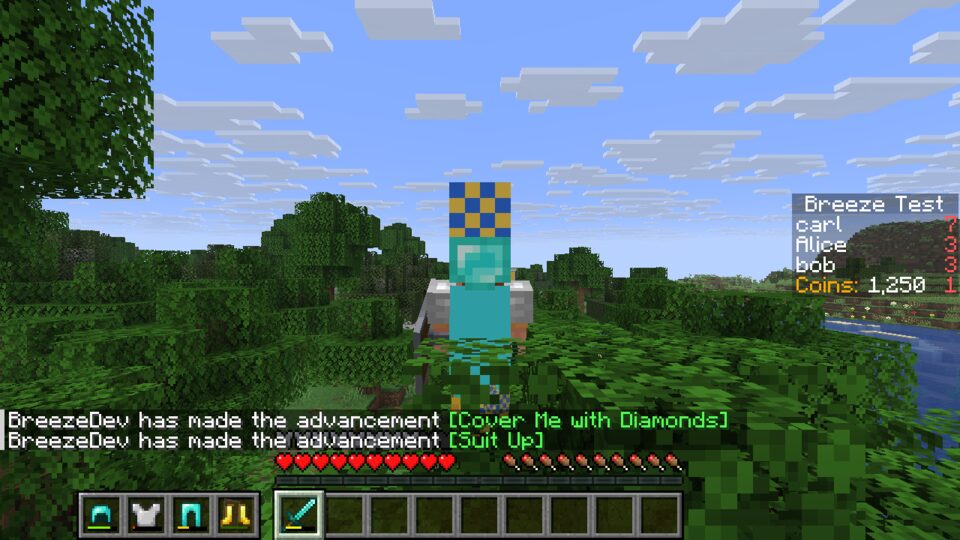 Breeze Test
carl 7
Alice 3
bob 3
Coins: 1,250 1
BreezeDev has made the advancement [Cover Me with Diamonds]
BreezeDev has made the advancement [Suit Up]